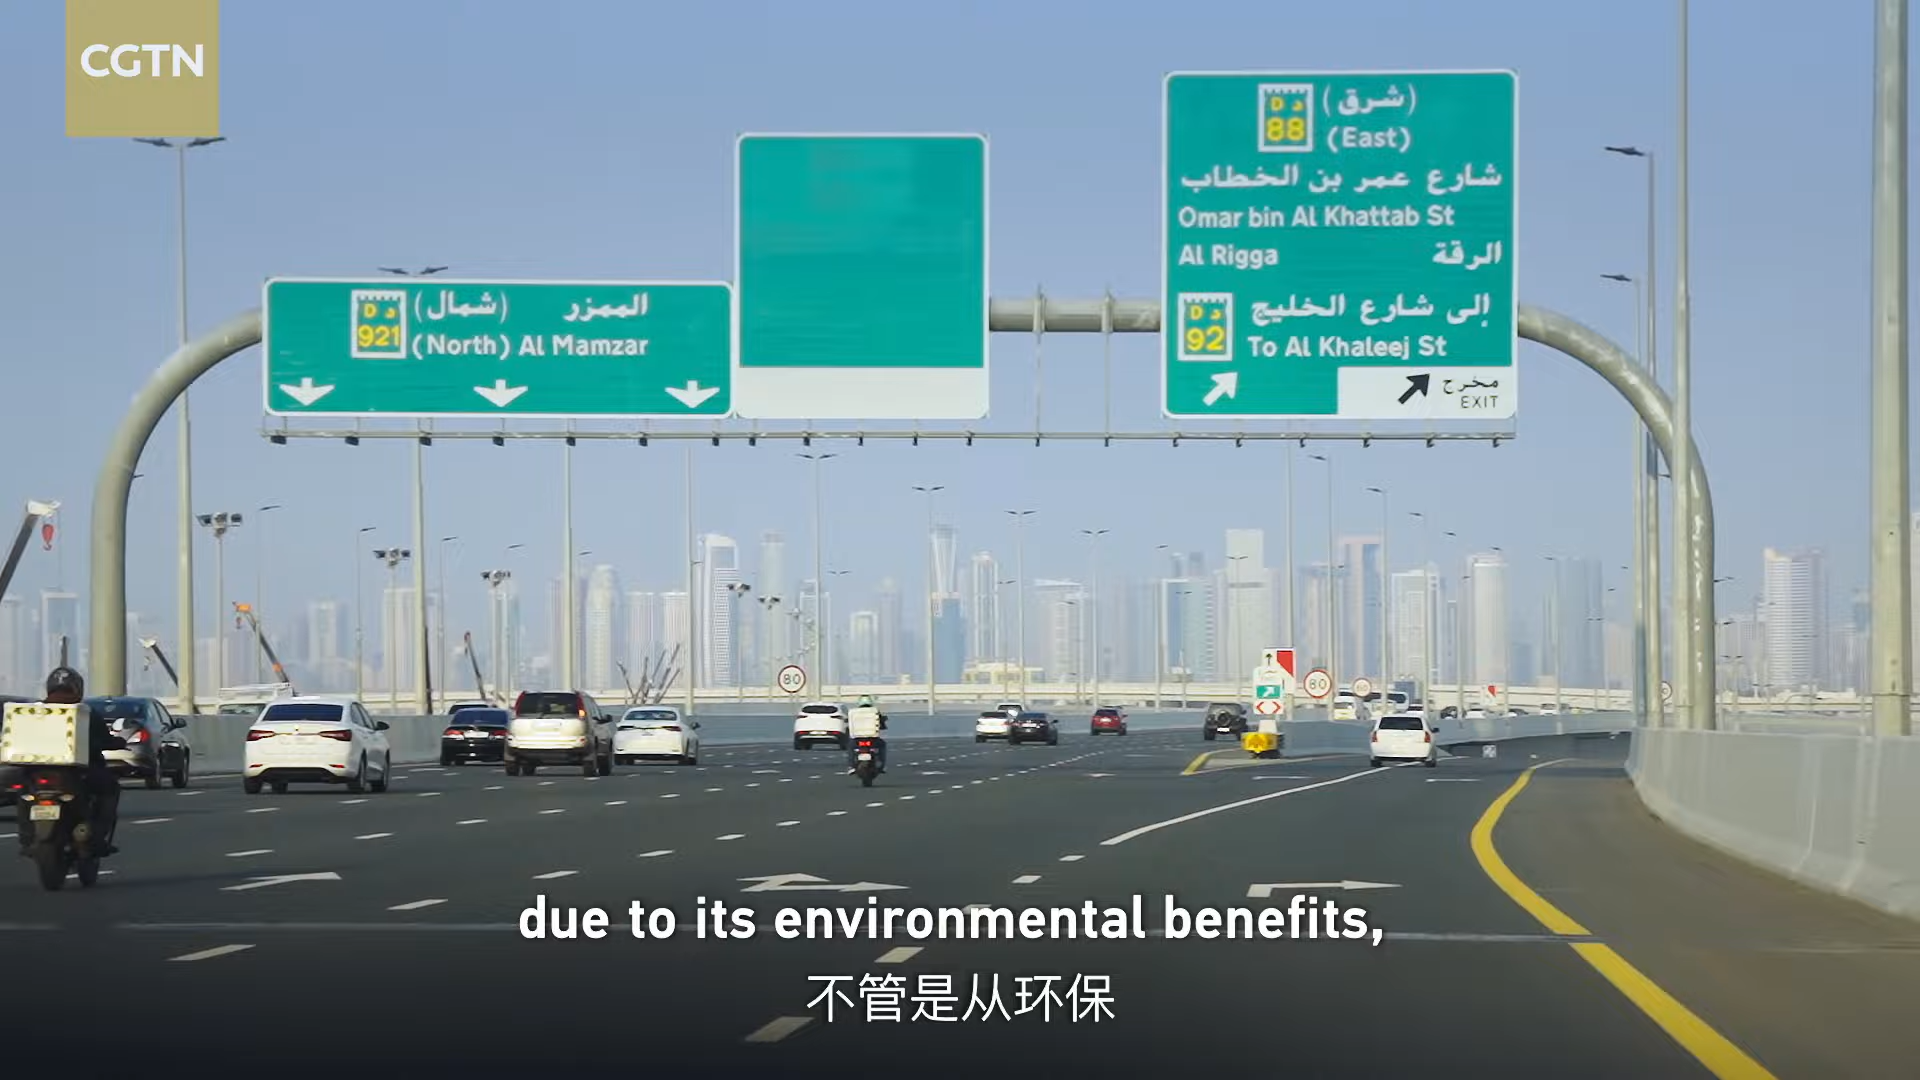 CGTN
د D
88
(شرق)
(East)
شارع عمر بن الخطاب
Omar bin Al Khattab St
Al Rigga الرقة
د D
92
إلى شارع الخليج
To Al Khaleej St
مخرج
EXIT
د D
921
(شمال) الممزر
(North) Al Mamzar
80
80
due to its environmental benefits,
不管是从环保